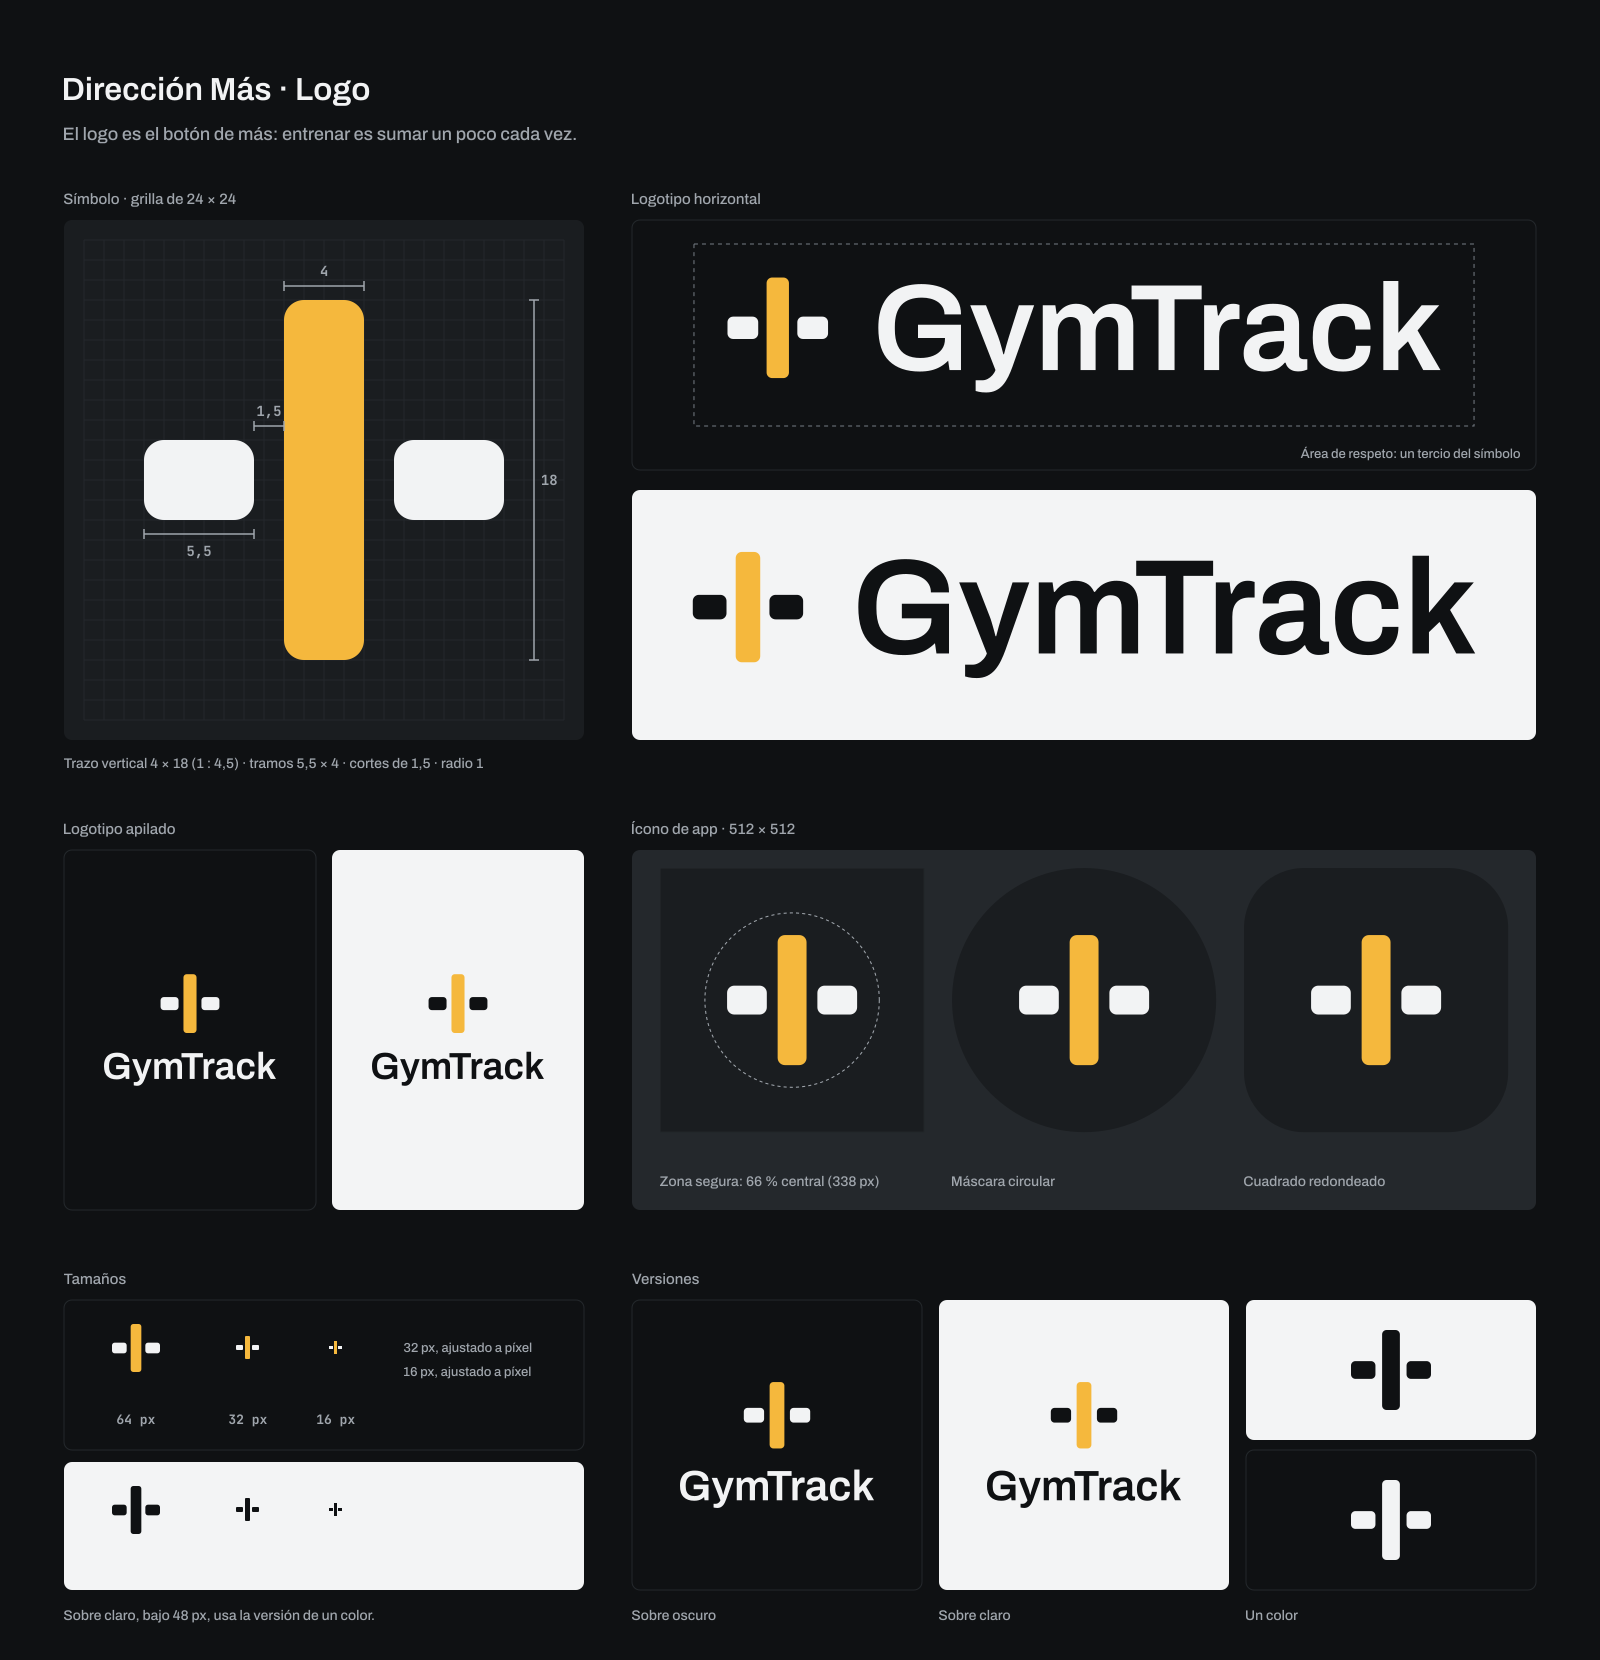 Dirección Más · Logo
El logo es el botón de más: entrenar es sumar un poco cada vez.
Símbolo · grilla de 24 × 24
4
1,5
18
5,5
Trazo vertical 4 × 18 (1 : 4,5) · tramos 5,5 × 4 · cortes de 1,5 · radio 1
Logotipo horizontal
GymTrack
Área de respeto: un tercio del símbolo
GymTrack
Logotipo apilado
GymTrack
GymTrack
Ícono de app · 512 × 512
Zona segura: 66 % central (338 px)
Máscara circular
Cuadrado redondeado
Tamaños
32 px, ajustado a píxel
16 px, ajustado a píxel
64 px
32 px
16 px
Sobre claro, bajo 48 px, usa la versión de un color.
Versiones
GymTrack
GymTrack
Sobre oscuro
Sobre claro
Un color